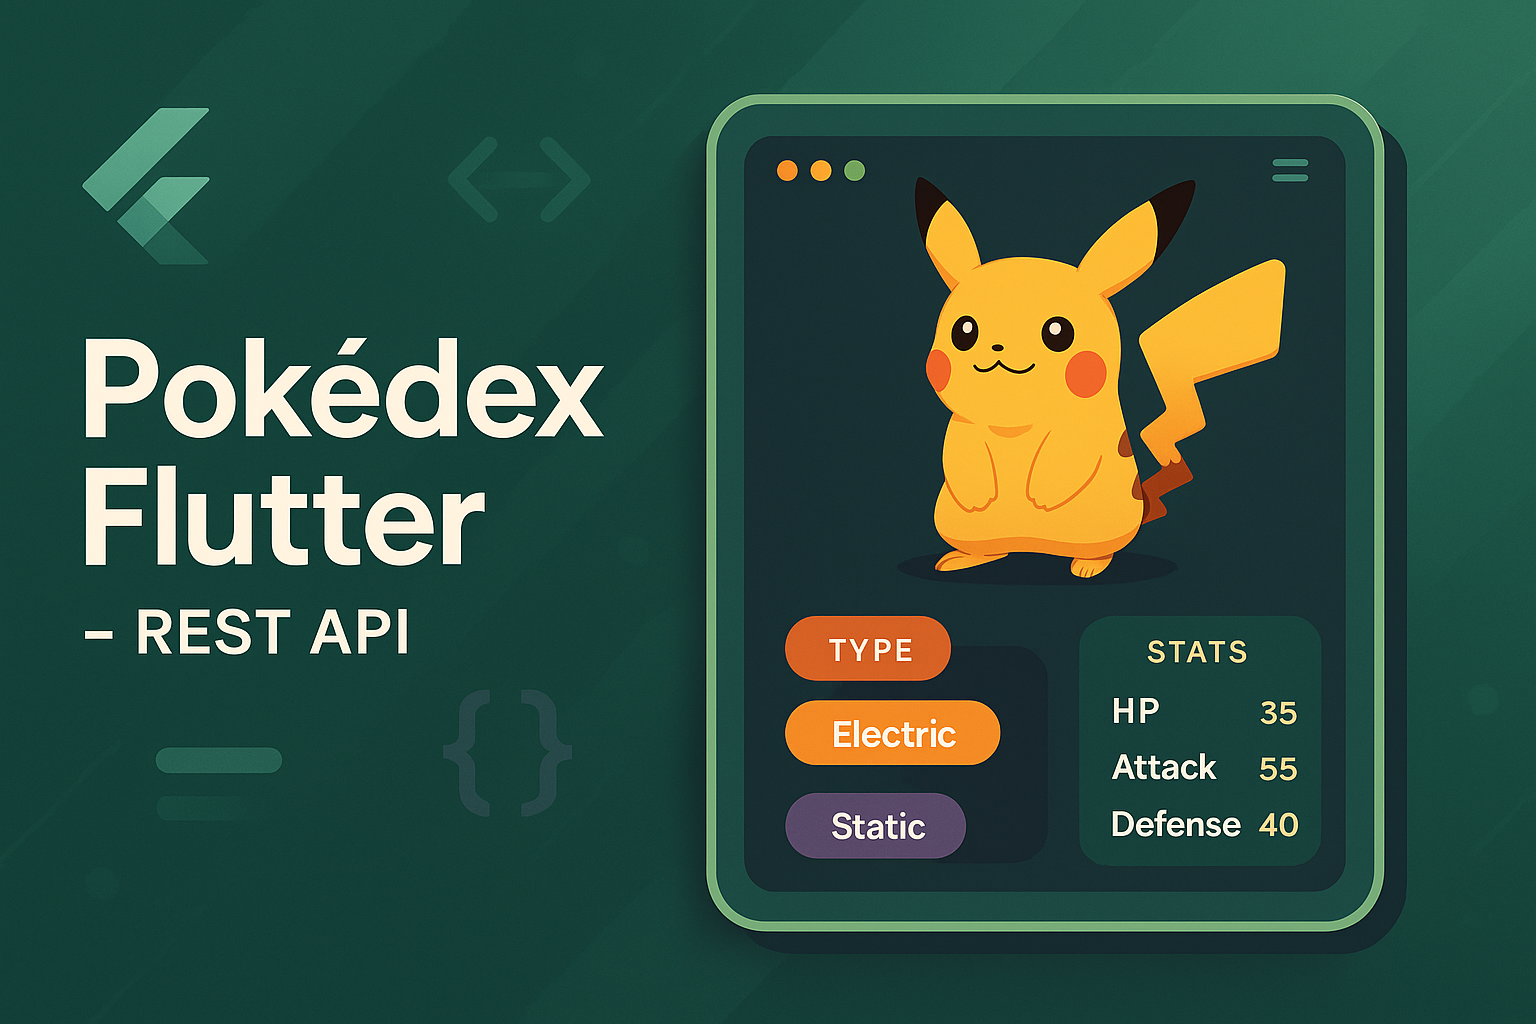 Pokédex
Flutter
– REST API
TYPE
Electric
Static
STATS
HP 35
Attack 55
Defense 40